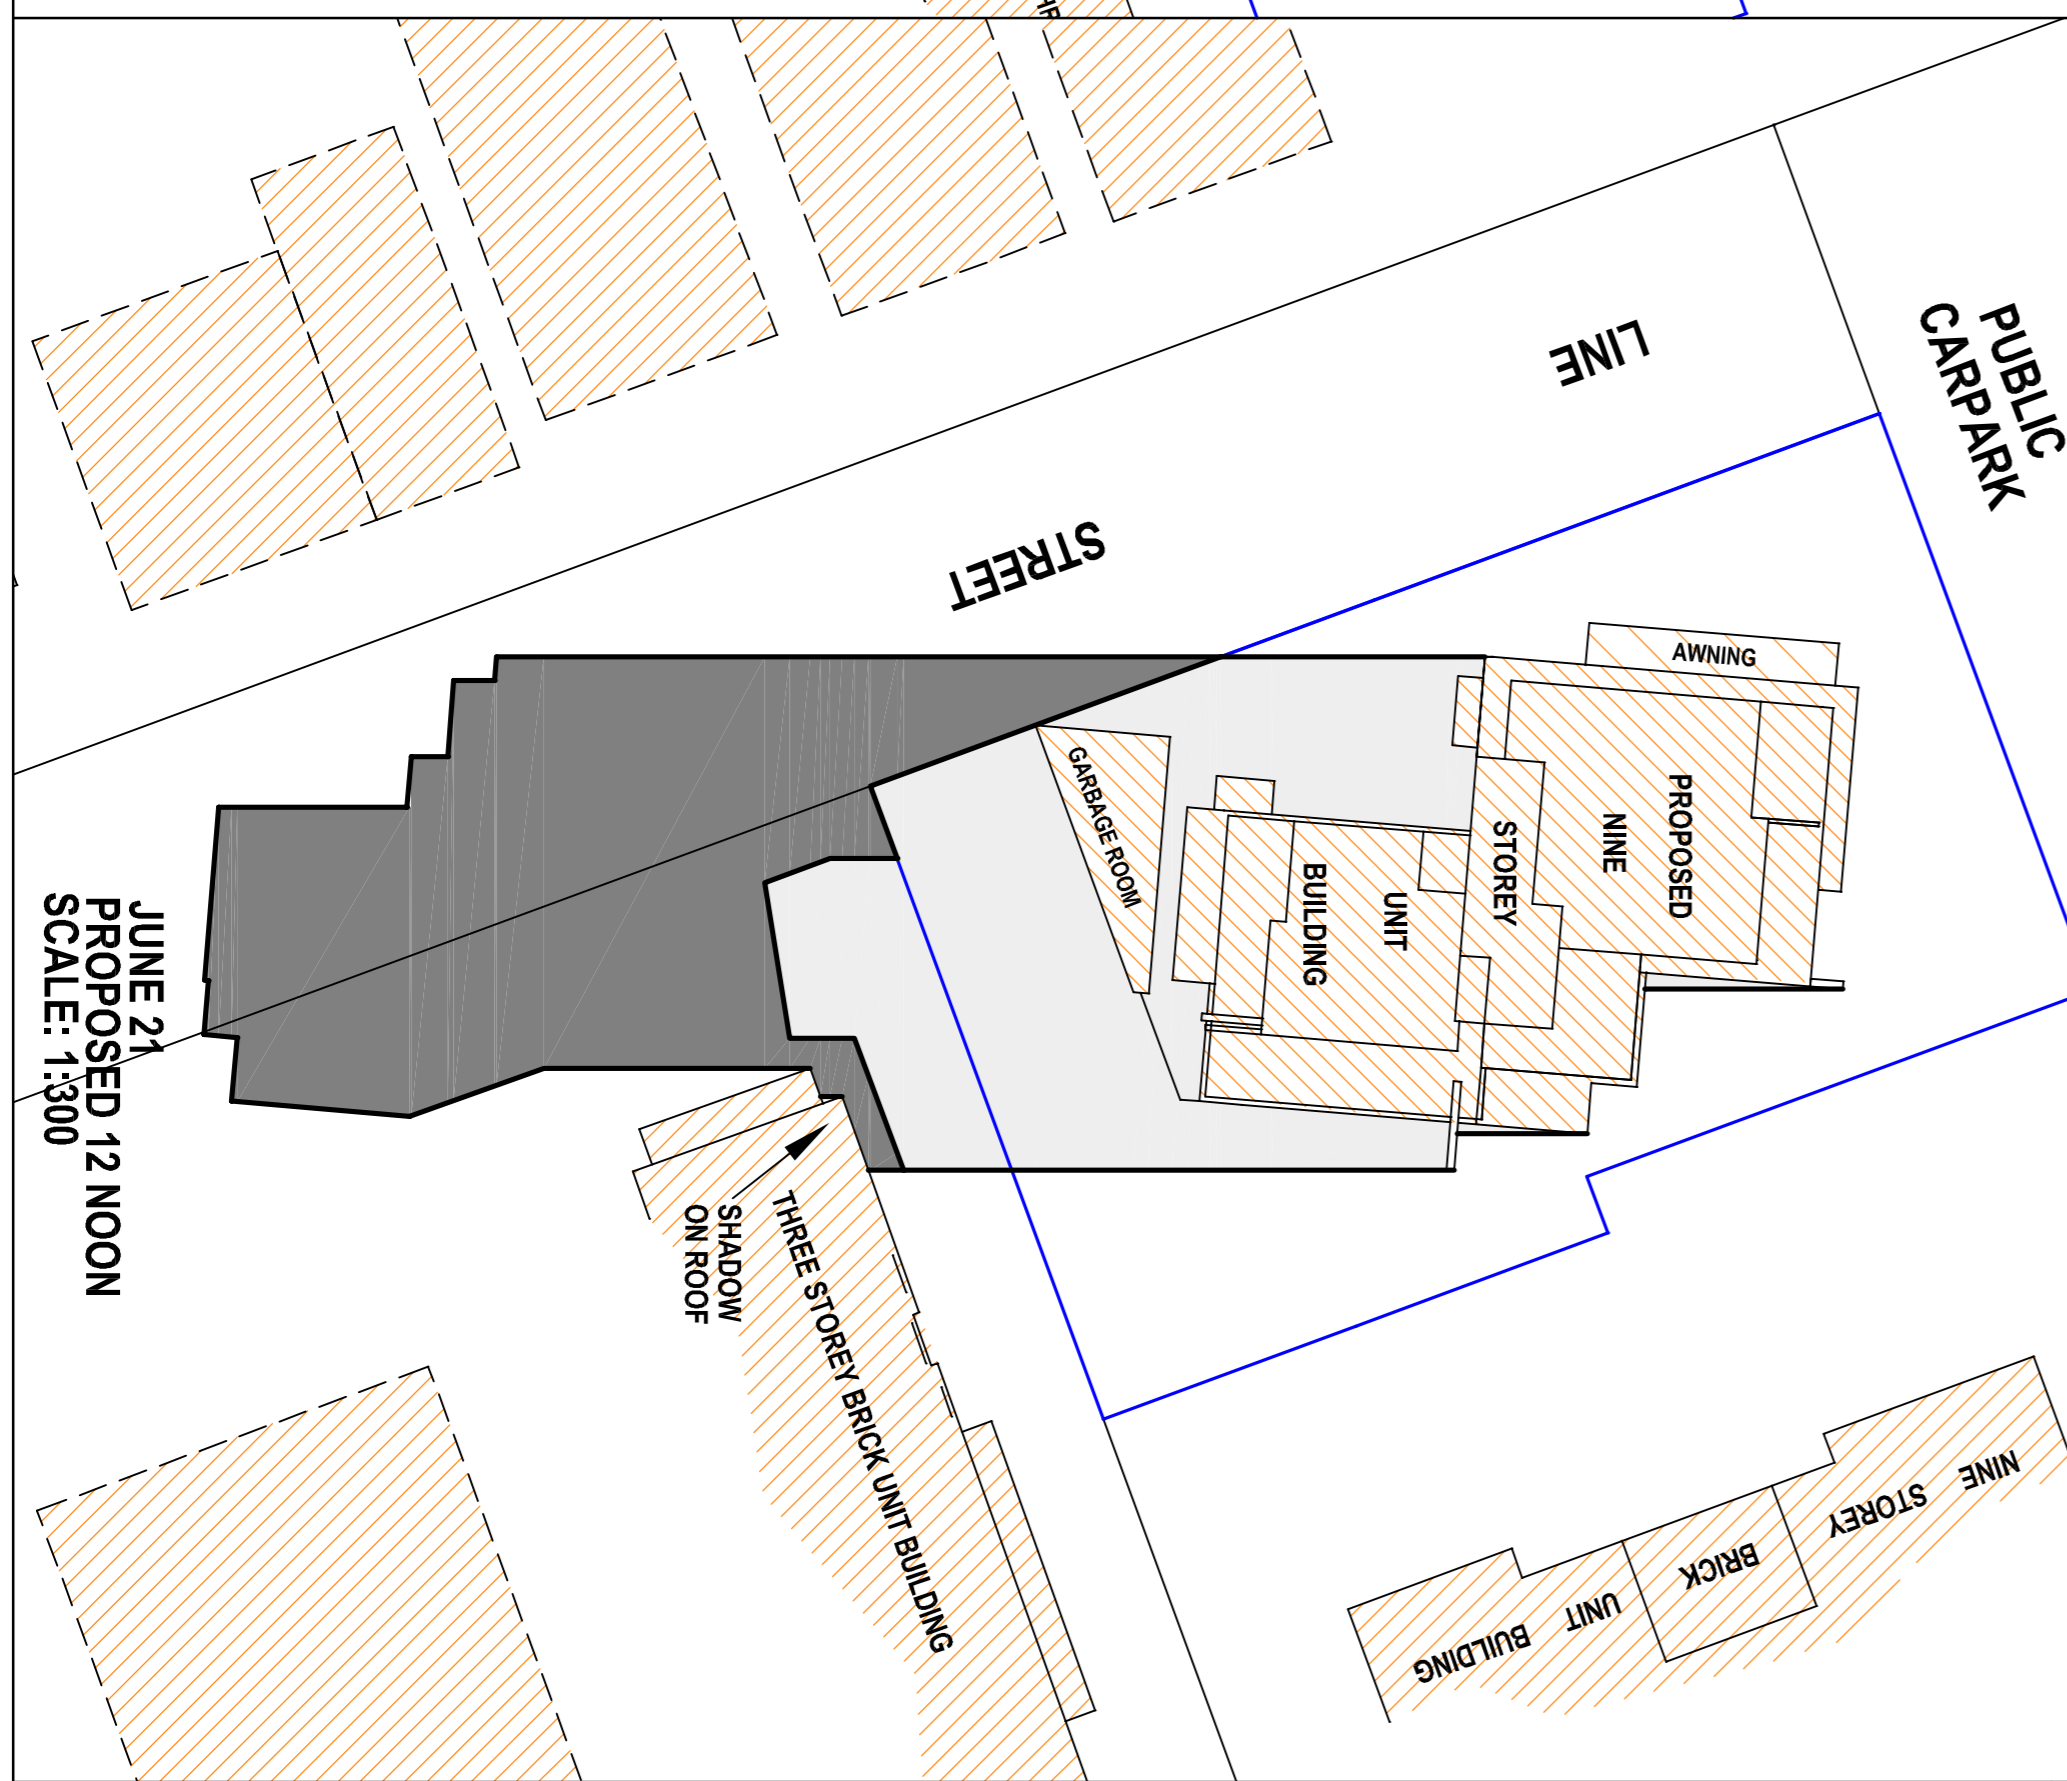 PUBLIC
CARPARK
LINE
STREET
AWNING
PROPOSED
NINE
STOREY
UNIT
BUILDING
GARBAGE ROOM
SHADOW
ON ROOF
THREE STOREY BRICK UNIT BUILDING
NINE STOREY BRICK UNIT BUILDING
JUNE 21
PROPOSED 12 NOON
SCALE: 1:300